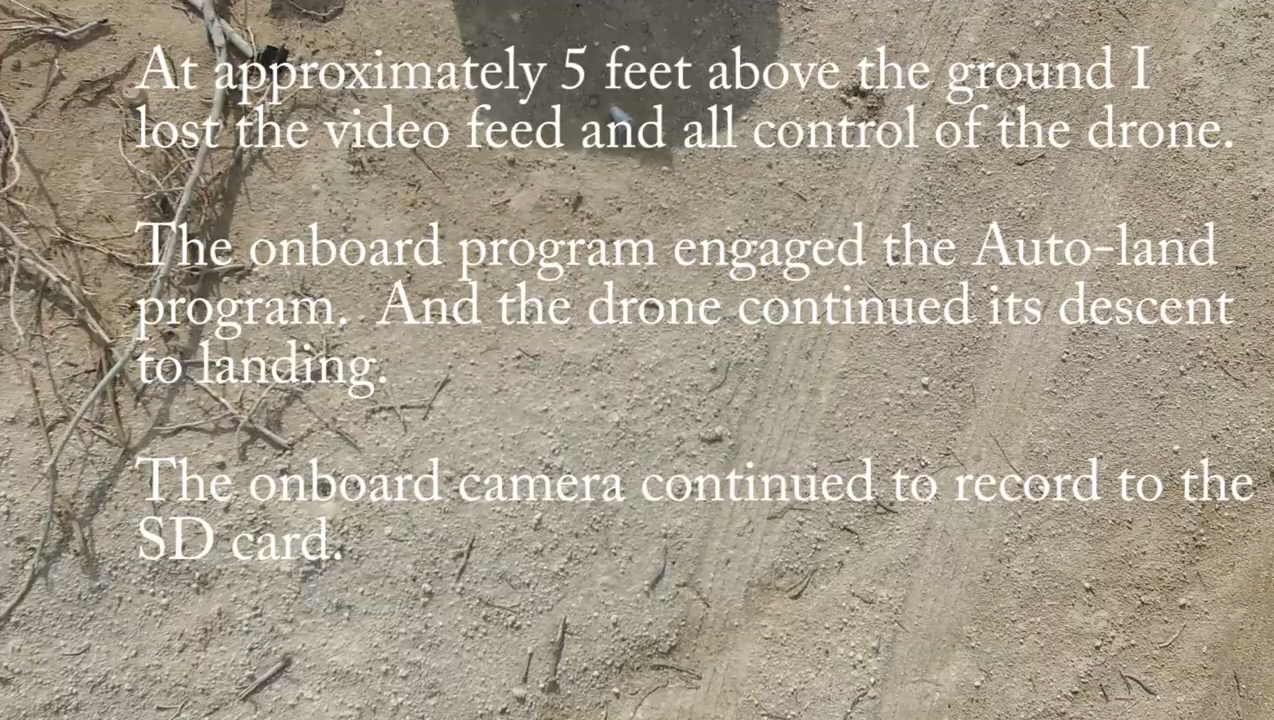 At approximately 5 feet above the ground I
lost the video feed and all control of the drone.
The onboard program engaged the Auto-land
program.  And the drone continued its descent
to landing.
The onboard camera continued to record to the
SD card.